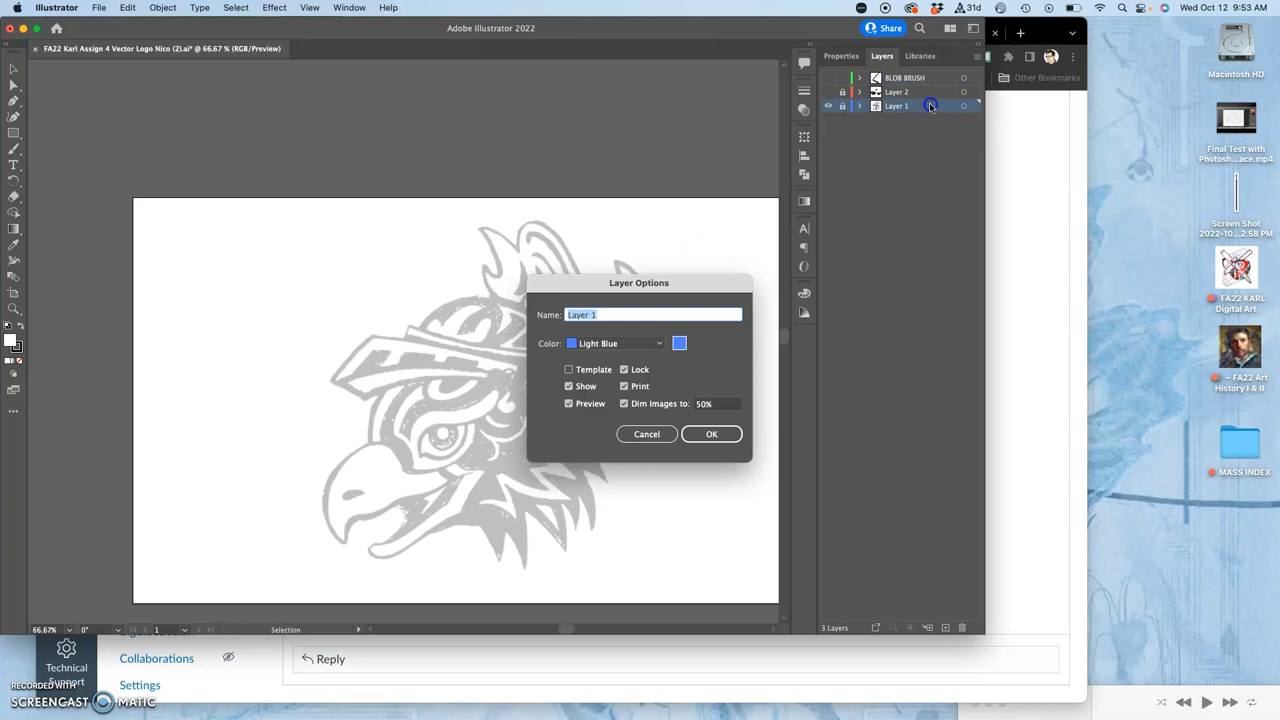 Illustrator File Edit Object Type Select Effect View Window Help
Wed Oct 26 9:53 AM
Adobe Illustrator 2022
Share
FA22 Karl Assign 4 Vector Logo Nico (2).ai* @ 66.67 % (RGB/Preview)
Properties Layers Libraries
Other Bookmarks
BLOB BRUSH
Layer 2
Layer 1
Layer Options
Name: Layer 1
Color: Light Blue
Template Lock
Show Print
Preview Dim Images to: 50%
Cancel OK
66.67% 0° 1 Selection
3 Layers
Macintosh HD
Final Test with
Photosh...ace.mp4
Screen Shot
2022-10...2.58 PM
FA22 KARL
Digital Art
~ FA22 Art
History I & II
MASS INDEX
Technical
Support
Collaborations
Settings
Reply
RECORDED WITH
SCREENCAST MATIC